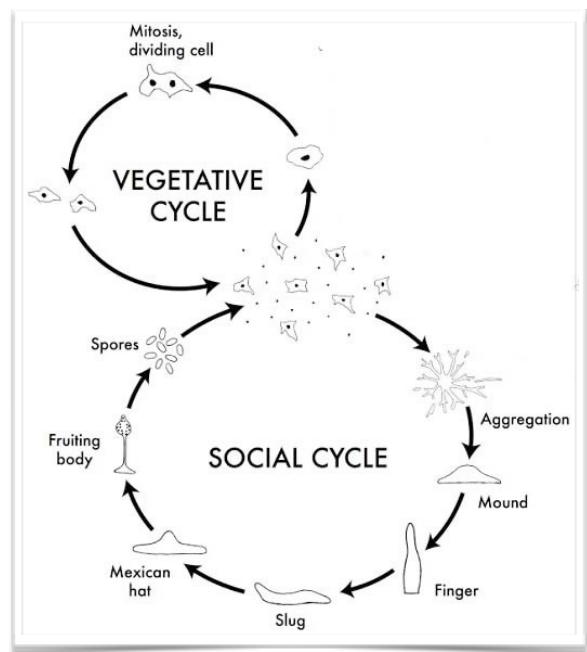 Mitosis,
dividing cell
VEGETATIVE
CYCLE
Spores
Aggregation
Fruiting
body
SOCIAL CYCLE
Mound
Mexican
hat
Finger
Slug